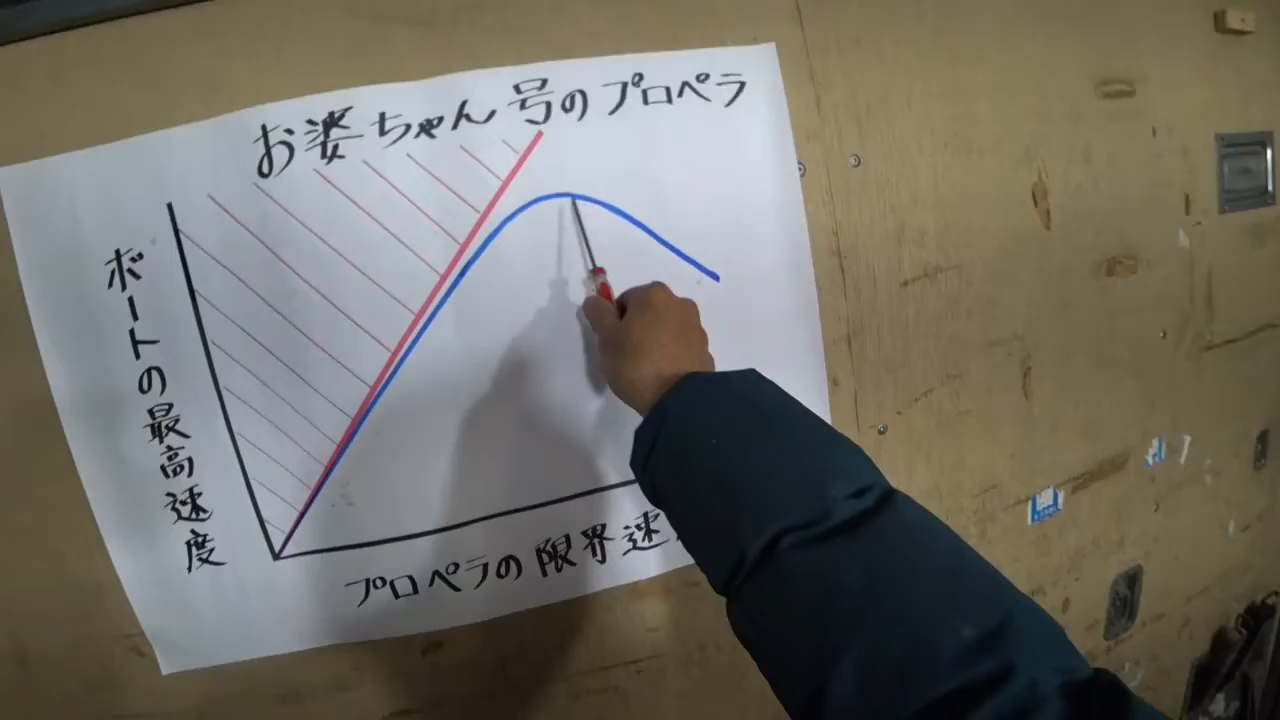 お婆ちゃん号のプロペラ
ボートの最高速度
プロペラの限界速